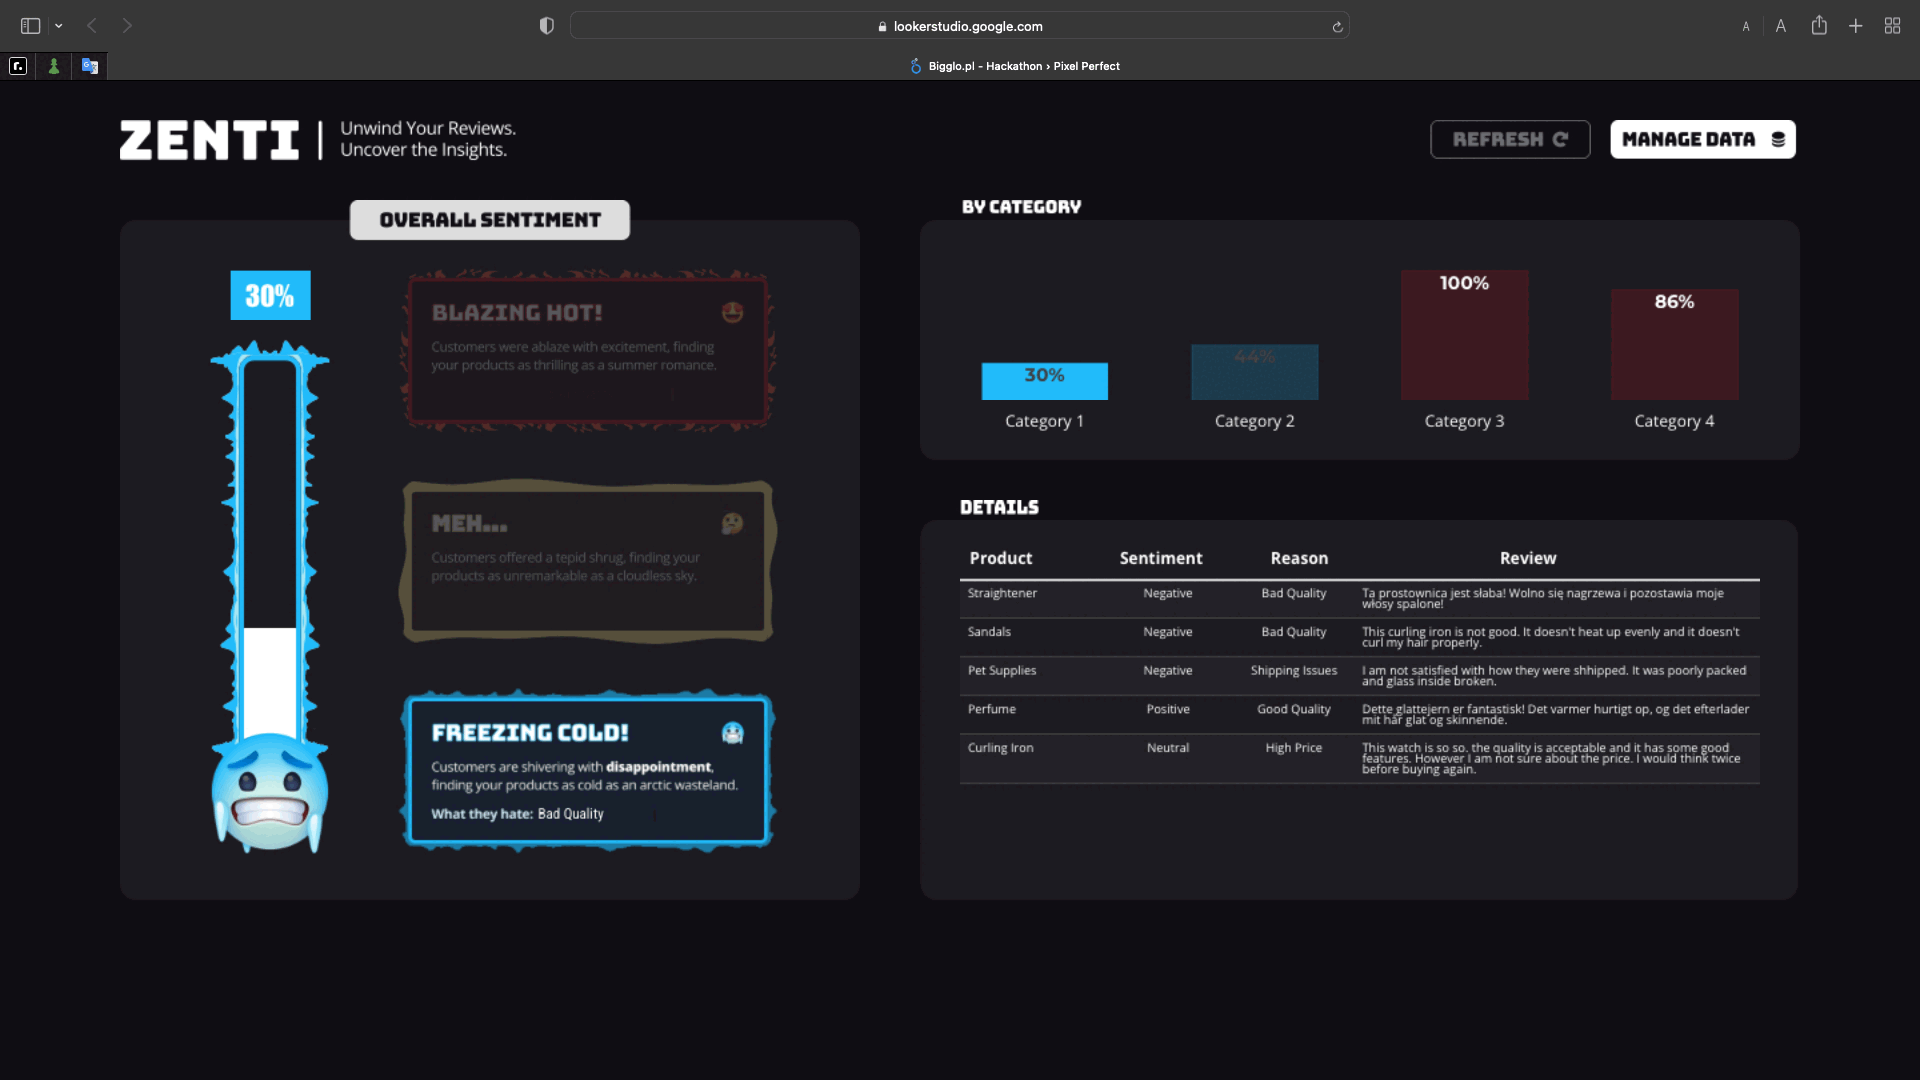 lookerstudio.google.com
A
A
r.
Bigglo.pl - Hackathon › Pixel Perfect
ZENTI
Unwind Your Reviews.
Uncover the Insights.
REFRESH
MANAGE DATA
OVERALL SENTIMENT
30%
BLAZING HOT!
Customers were ablaze with excitement, finding
your products as thrilling as a summer romance.
MEH...
Customers offered a tepid shrug, finding your
products as unremarkable as a cloudless sky.
FREEZING COLD!
Customers are shivering with disappointment,
finding your products as cold as an arctic wasteland.
What they hate: Bad Quality
BY CATEGORY
30%
44%
100%
86%
Category 1
Category 2
Category 3
Category 4
DETAILS
Product Sentiment Reason Review
Straightener Negative Bad Quality Ta prostownica jest słaba! Wolno się nagrzewa i pozostawia moje
włosy spalone!
Sandals Negative Bad Quality This curling iron is not good. It doesn't heat up evenly and it doesn't
curl my hair properly.
Pet Supplies Negative Shipping Issues I am not satisfied with how they were shhipped. It was poorly packed
and glass inside broken.
Perfume Positive Good Quality Dette glattejern er fantastisk! Det varmer hurtigt op, og det efterlader
mit hår glat og skinnende.
Curling Iron Neutral High Price This watch is so so. the quality is acceptable and it has some good
features. However I am not sure about the price. I would think twice
before buying again.